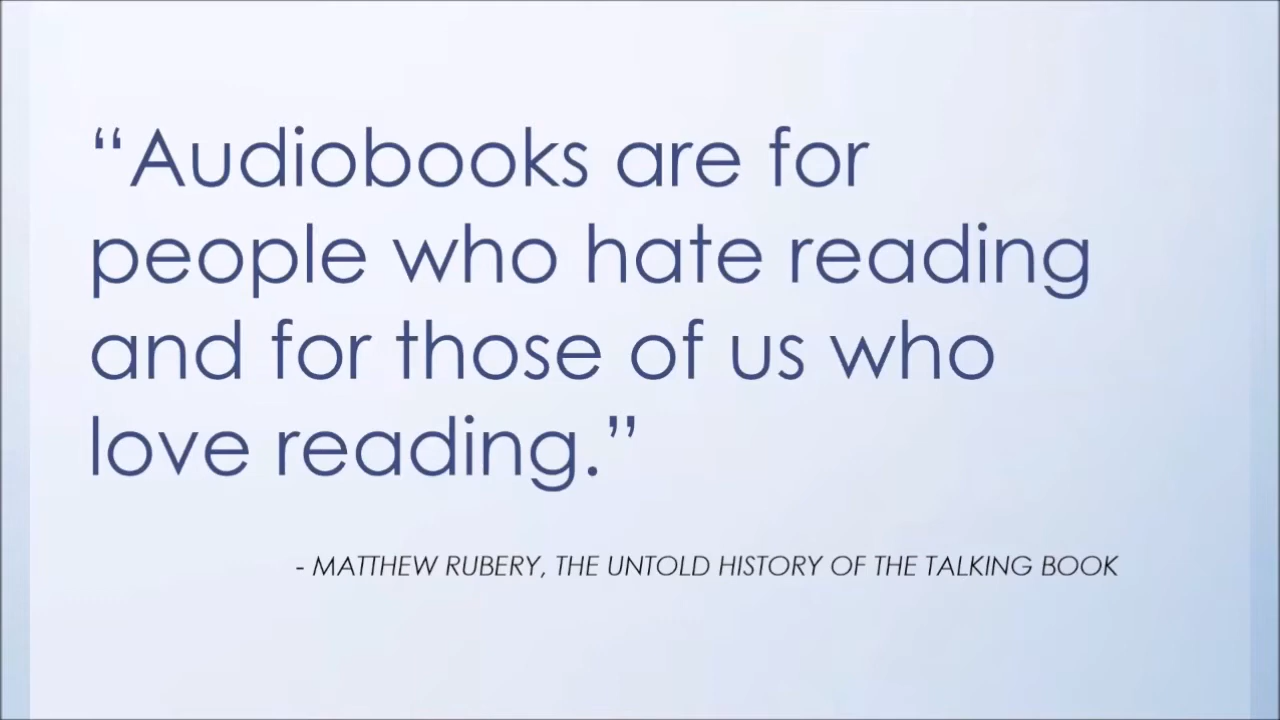 “Audiobooks are for
people who hate reading
and for those of us who
love reading.”
- MATTHEW RUBERY, THE UNTOLD HISTORY OF THE TALKING BOOK